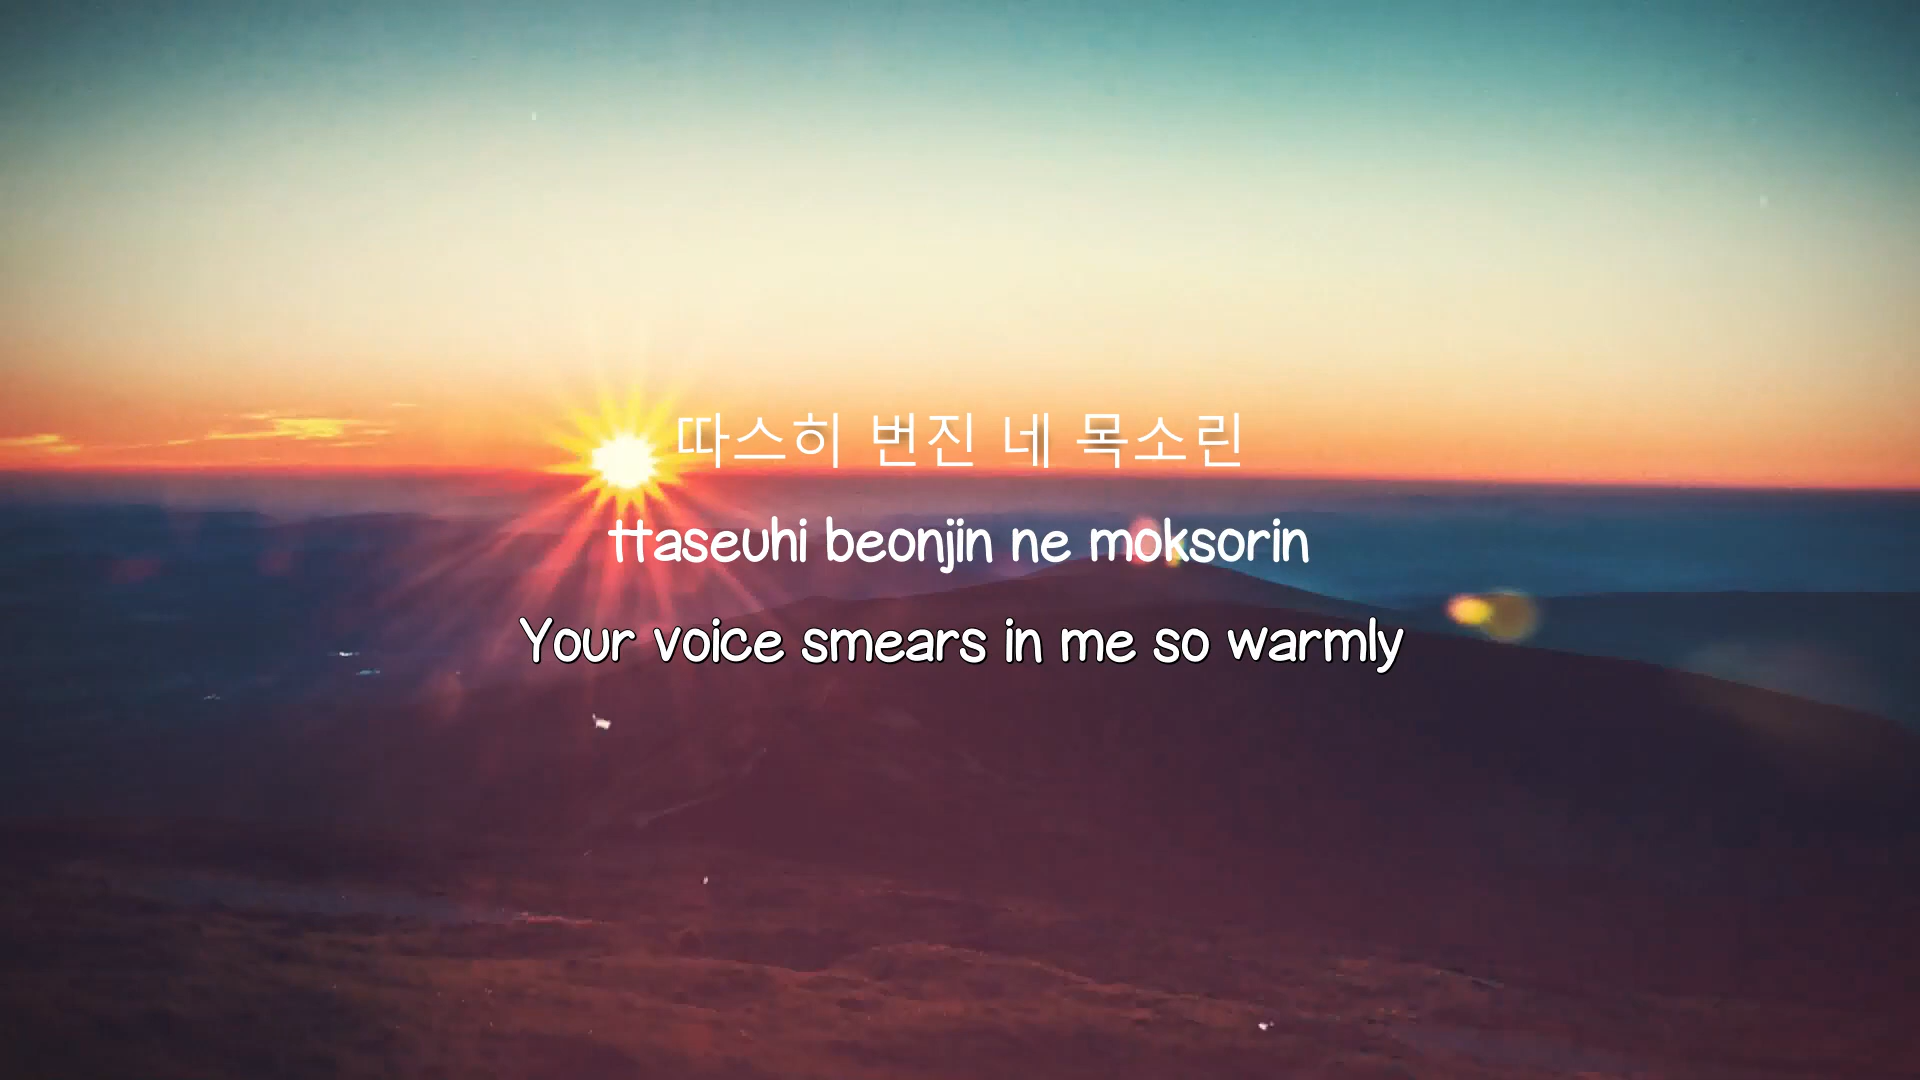 따스히 번진 네 목소린
ttaseuhi beonjin ne moksorin
Your voice smears in me so warmly